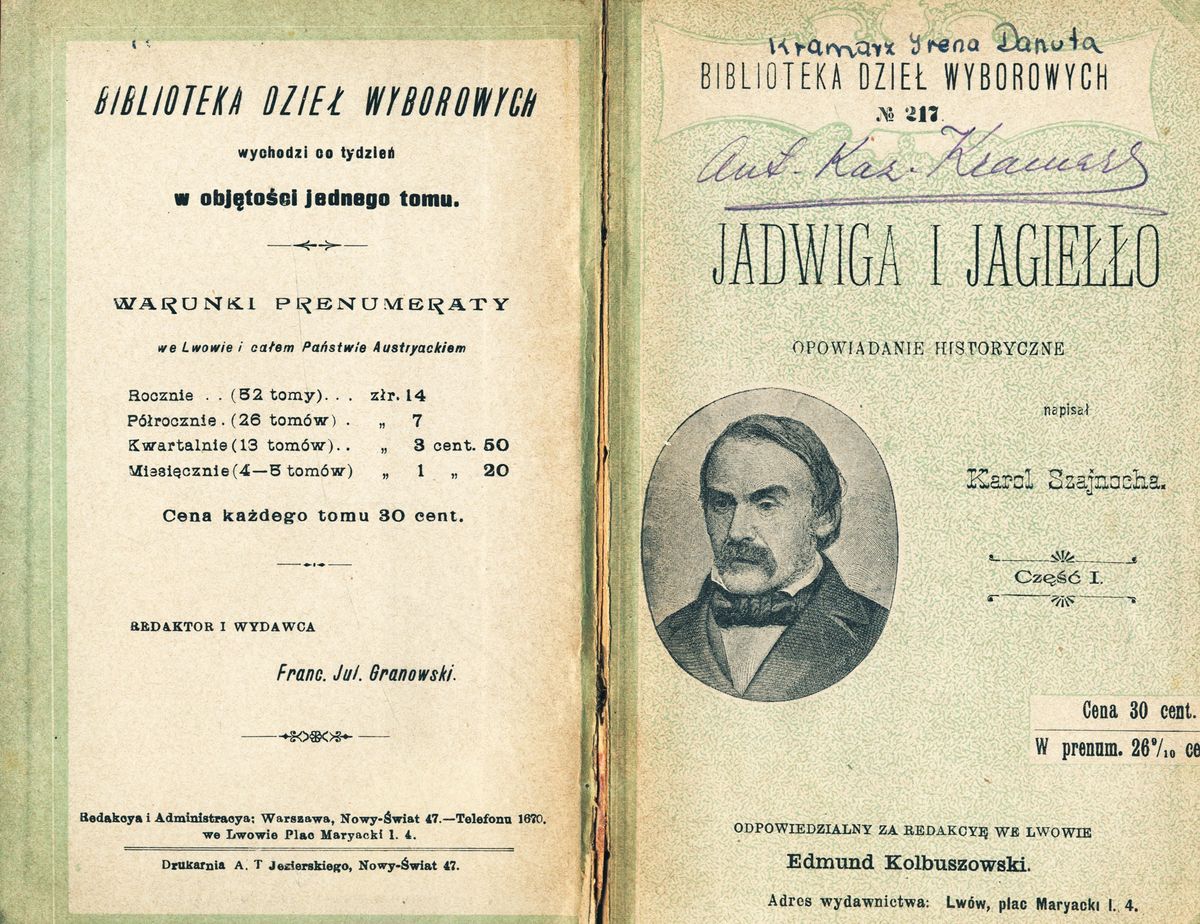 BIBLIOTEKA DZIEŁ WYBOROWYCH
wychodzi co tydzień
w objętości jednego tomu.
WARUNKI PRENUMERATY
we Lwowie i całem Państwie Austryackiem
Rocznie . . (52 tomy). . . złr. 14
Półrocznie . (26 tomów) . „ 7
Kwartalnie (13 tomów). . „ 3 cent. 50
Miesięcznie (4—5 tomów) „ 1 „ 20
Cena każdego tomu 30 cent.
REDAKTOR I WYDAWCA
Franc. Jul. Granowski.
Redakcya i Administracya: Warszawa, Nowy-Świat 47.—Telefonu 1670.
we Lwowie Plac Maryacki l. 4.
Drukarnia A. T Jezierskiego, Nowy-Świat 47.
Kramarz Irena Danuta
BIBLIOTEKA DZIEŁ WYBOROWYCH
№ 217.
Ant. Kaz. Kramarz
JADWIGA I JAGIEŁŁO
OPOWIADANIE HISTORYCZNE
napisał
Karol Szajnocha.
Część I.
Cena 30 cent.
W prenum. 26⁹/₁₀ ce
ODPOWIEDZIALNY ZA REDAKCYĘ WE LWOWIE
Edmund Kolbuszowski.
Adres wydawnictwa: Lwów, plac Maryacki l. 4.